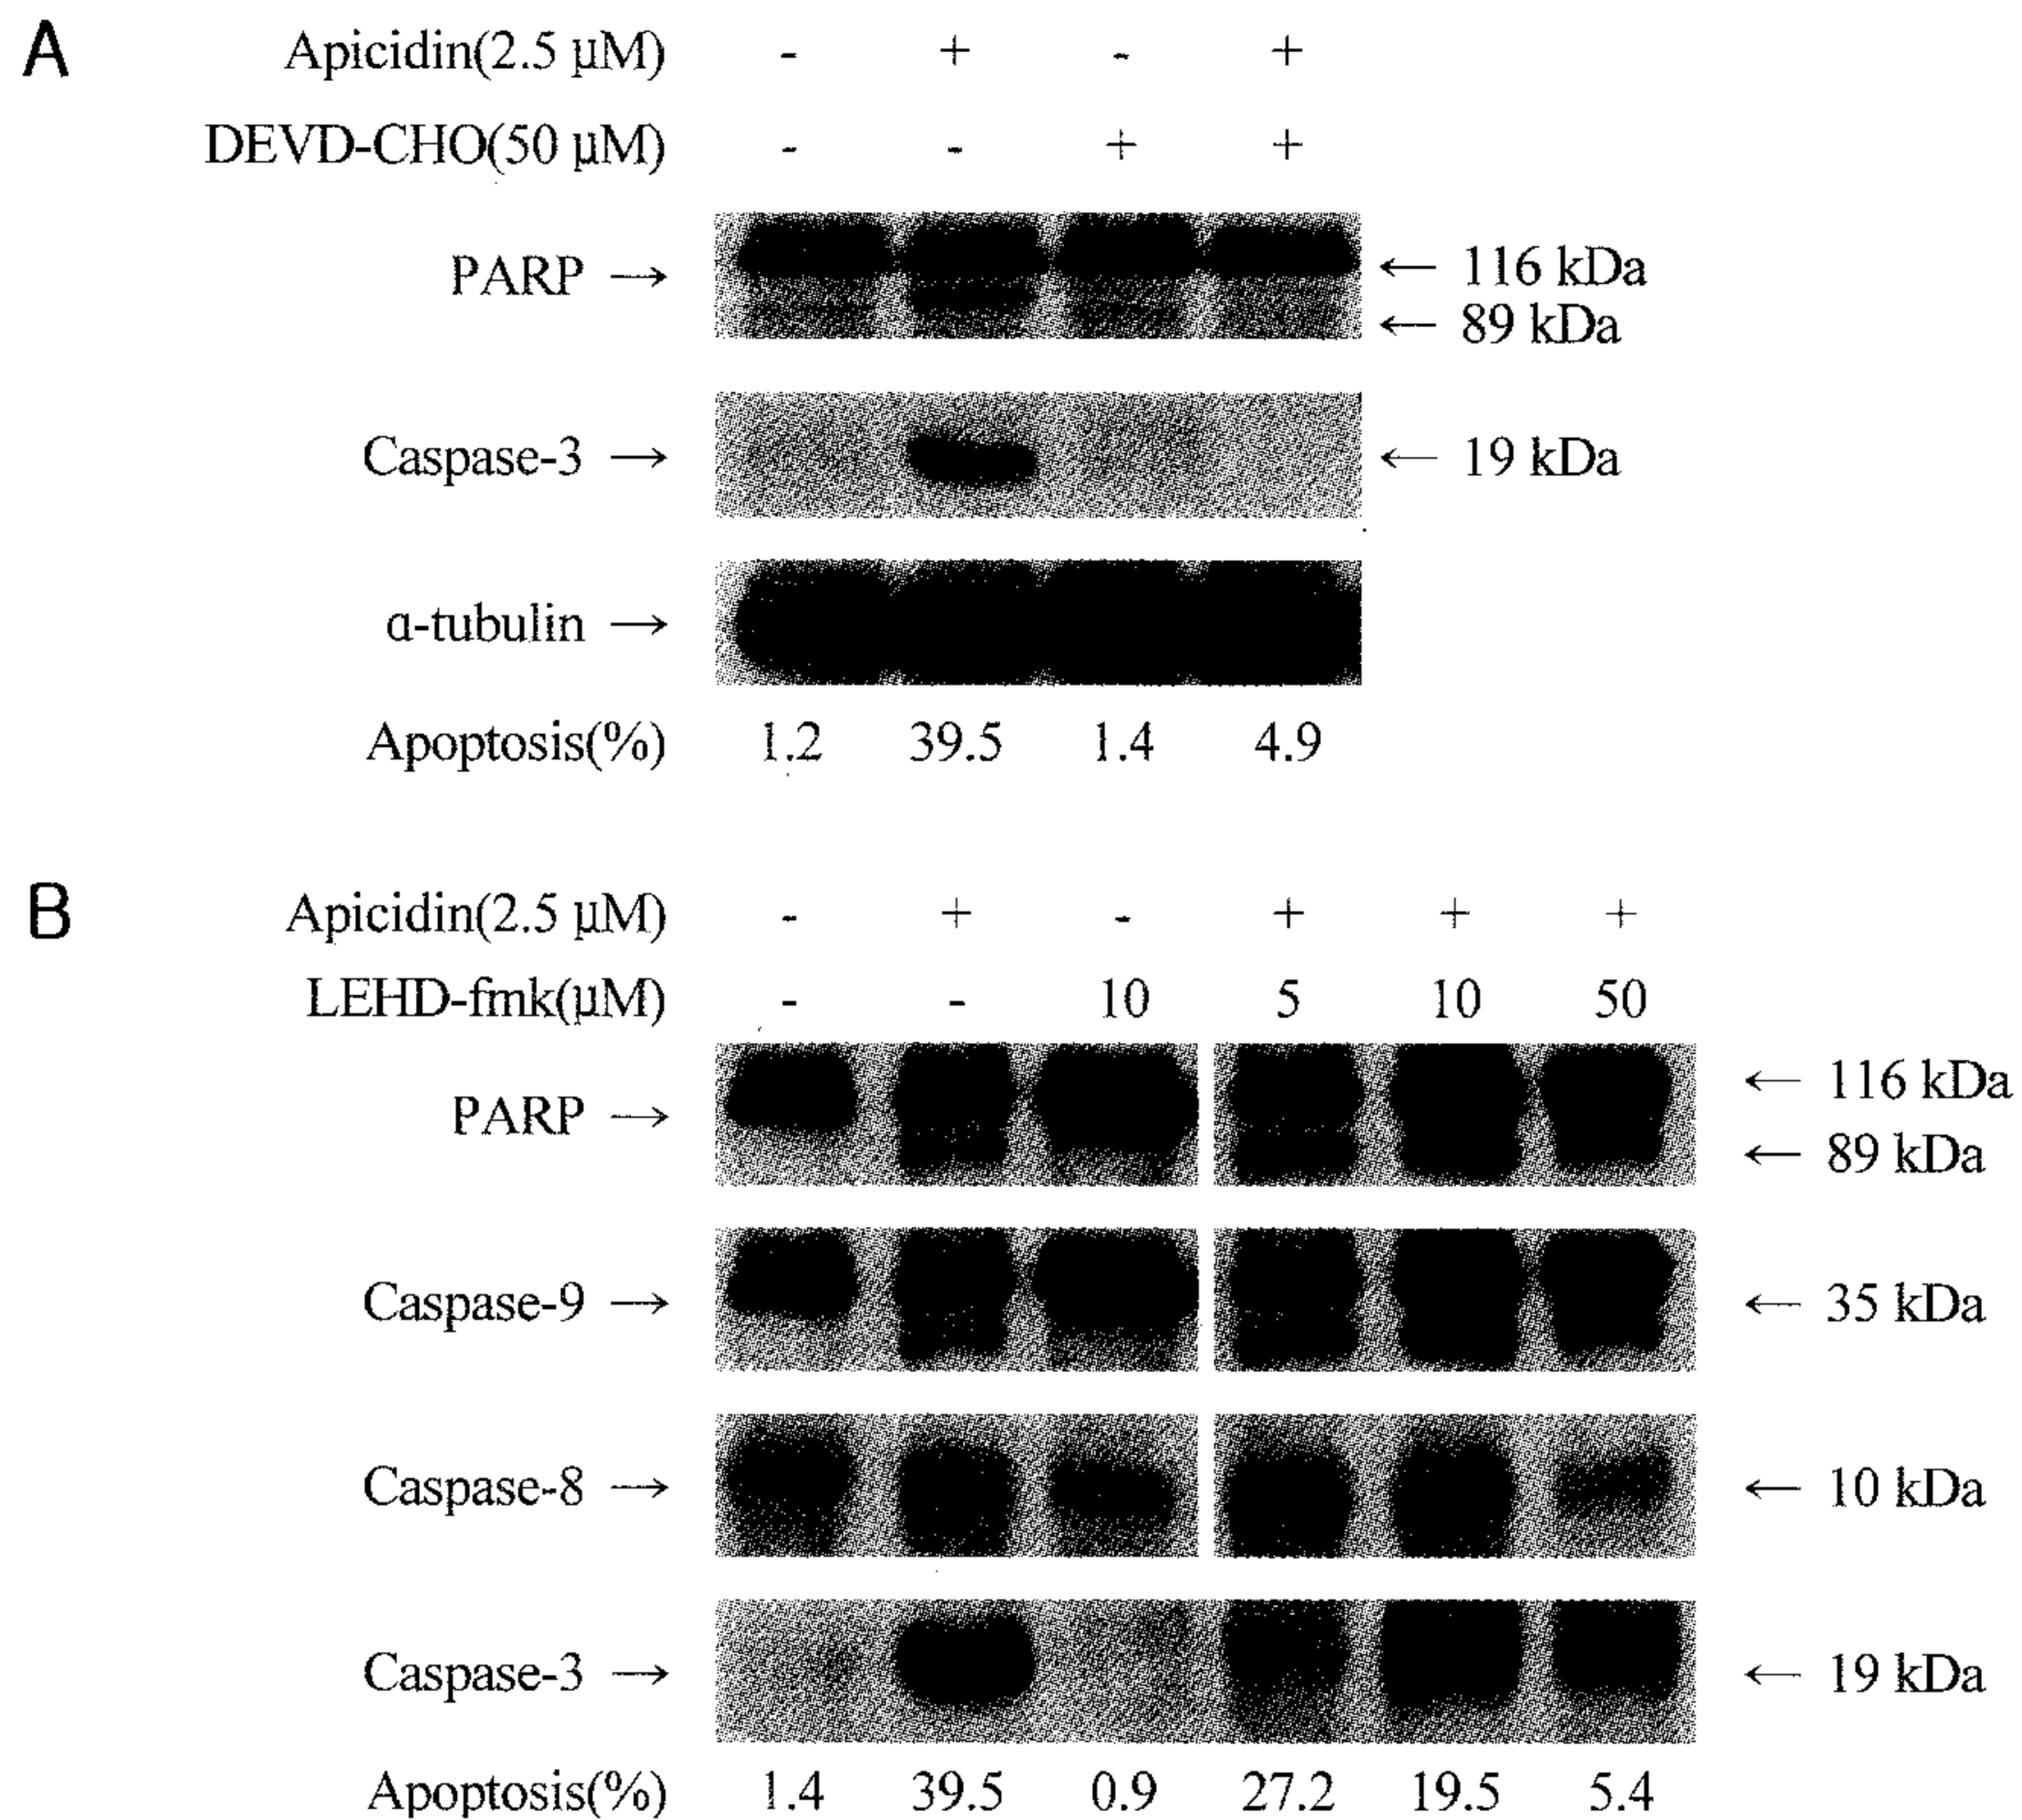 A Apicidin(2.5 µM) - + - +
DEVD-CHO(50 µM) - - + +
PARP → ← 116 kDa
← 89 kDa
Caspase-3 → ← 19 kDa
α-tubulin →
Apoptosis(%) 1.2 39.5 1.4 4.9
B Apicidin(2.5 µM) - + - + + +
LEHD-fmk(µM) - - 10 5 10 50
PARP → ← 116 kDa
← 89 kDa
Caspase-9 → ← 35 kDa
Caspase-8 → ← 10 kDa
Caspase-3 → ← 19 kDa
Apoptosis(%) 1.4 39.5 0.9 27.2 19.5 5.4